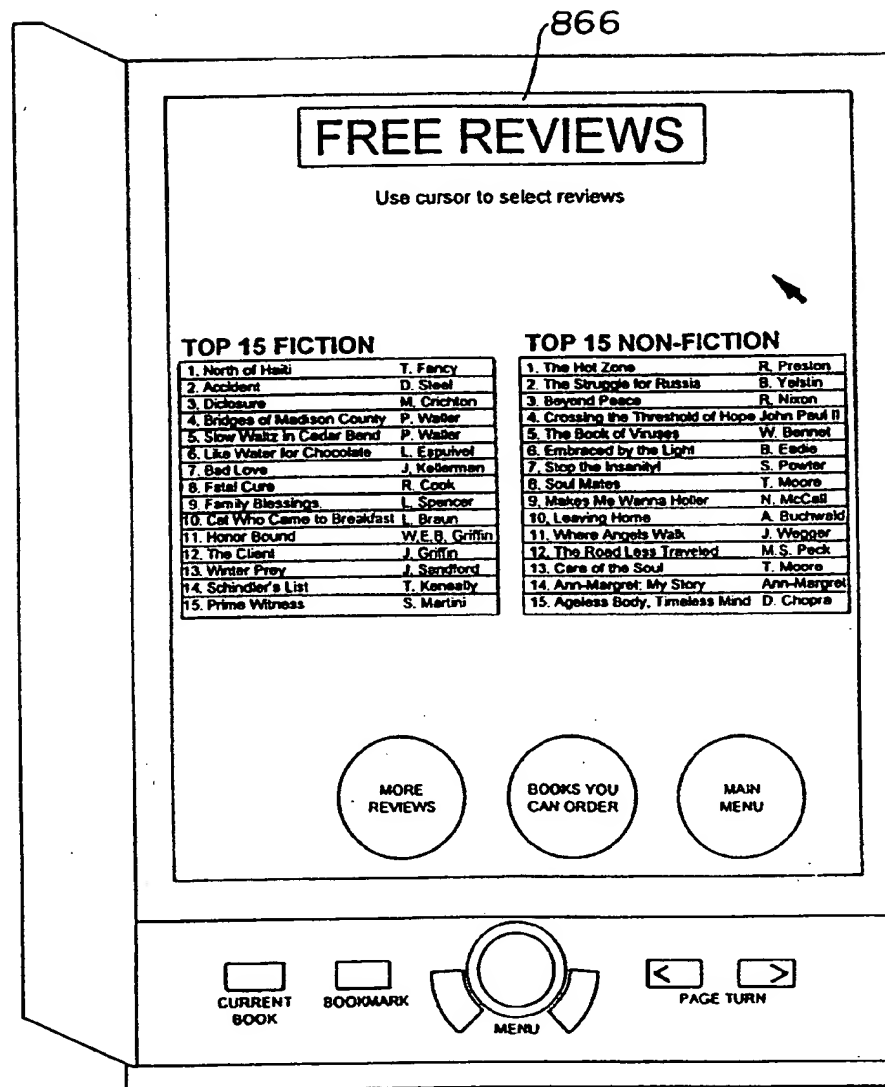 866
FREE REVIEWS
Use cursor to select reviews
TOP 15 FICTION
1. North of Haiti T. Fancy
2. Accident D. Steel
3. Diclosure M. Crichton
4. Bridges of Madison County P. Waller
5. Slow Waltz in Cedar Bend P. Waller
6. Like Water for Chocolate L. Espuivel
7. Bad Love J. Kellerman
8. Fatal Cure R. Cook
9. Family Blessings L. Spencer
10. Cat Who Came to Breakfast L. Braun
11. Honor Bound W.E.B. Griffin
12. The Client J. Griffin
13. Winter Prey J. Sandford
14. Schindler's List T. Keneally
15. Prime Witness S. Martini
TOP 15 NON-FICTION
1. The Hot Zone R. Preston
2. The Struggle for Russia B. Yelstin
3. Beyond Peace R. Nixon
4. Crossing the Threshold of Hope John Paul II
5. The Book of Viruses W. Bennet
6. Embraced by the Light B. Eadie
7. Stop the Insanity! S. Powter
8. Soul Mates T. Moore
9. Makes Me Wanna Holler N. McCall
10. Leaving Home A. Buchwald
11. Where Angels Walk J. Wegger
12. The Road Less Traveled M.S. Peck
13. Care of the Soul T. Moore
14. Ann-Margret: My Story Ann-Margret
15. Ageless Body, Timeless Mind D. Chopra
MORE
REVIEWS
BOOKS YOU
CAN ORDER
MAIN
MENU
CURRENT
BOOK
BOOKMARK
MENU
< >
PAGE TURN